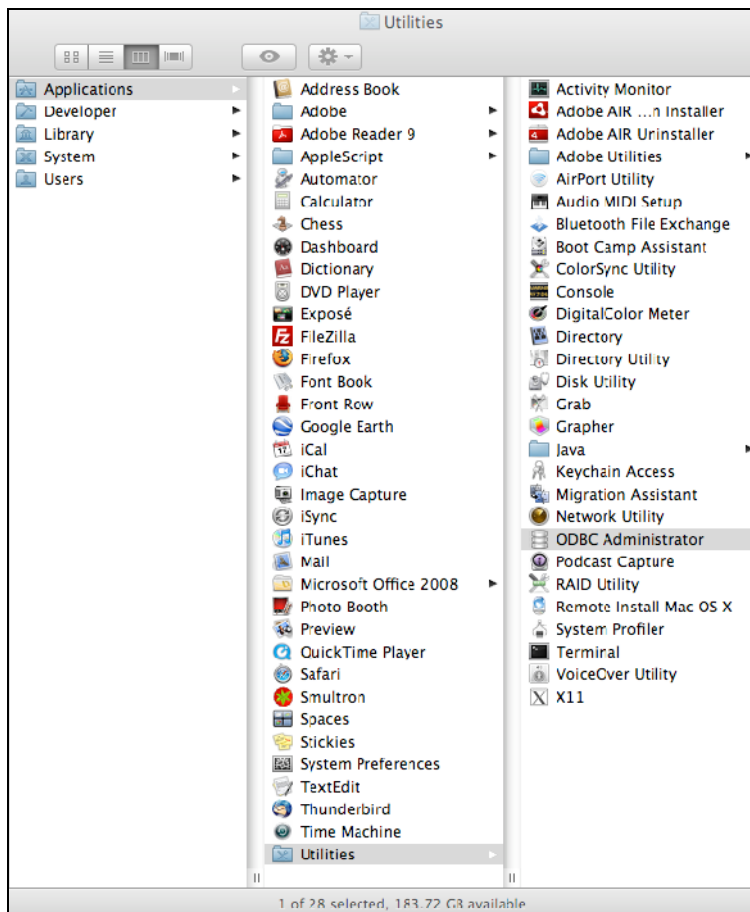 Utilities
Applications
Developer
Library
System
Users
Address Book
Adobe
Adobe Reader 9
AppleScript
Automator
Calculator
Chess
Dashboard
Dictionary
DVD Player
Exposé
FileZilla
Firefox
Font Book
Front Row
Google Earth
iCal
iChat
Image Capture
iSync
iTunes
Mail
Microsoft Office 2008
Photo Booth
Preview
QuickTime Player
Safari
Smultron
Spaces
Stickies
System Preferences
TextEdit
Thunderbird
Time Machine
Utilities
Activity Monitor
Adobe AIR ...n Installer
Adobe AIR Uninstaller
Adobe Utilities
AirPort Utility
Audio MIDI Setup
Bluetooth File Exchange
Boot Camp Assistant
ColorSync Utility
Console
DigitalColor Meter
Directory
Directory Utility
Disk Utility
Grab
Grapher
Java
Keychain Access
Migration Assistant
Network Utility
ODBC Administrator
Podcast Capture
RAID Utility
Remote Install Mac OS X
System Profiler
Terminal
VoiceOver Utility
X11
1 of 28 selected, 183.72 GB available